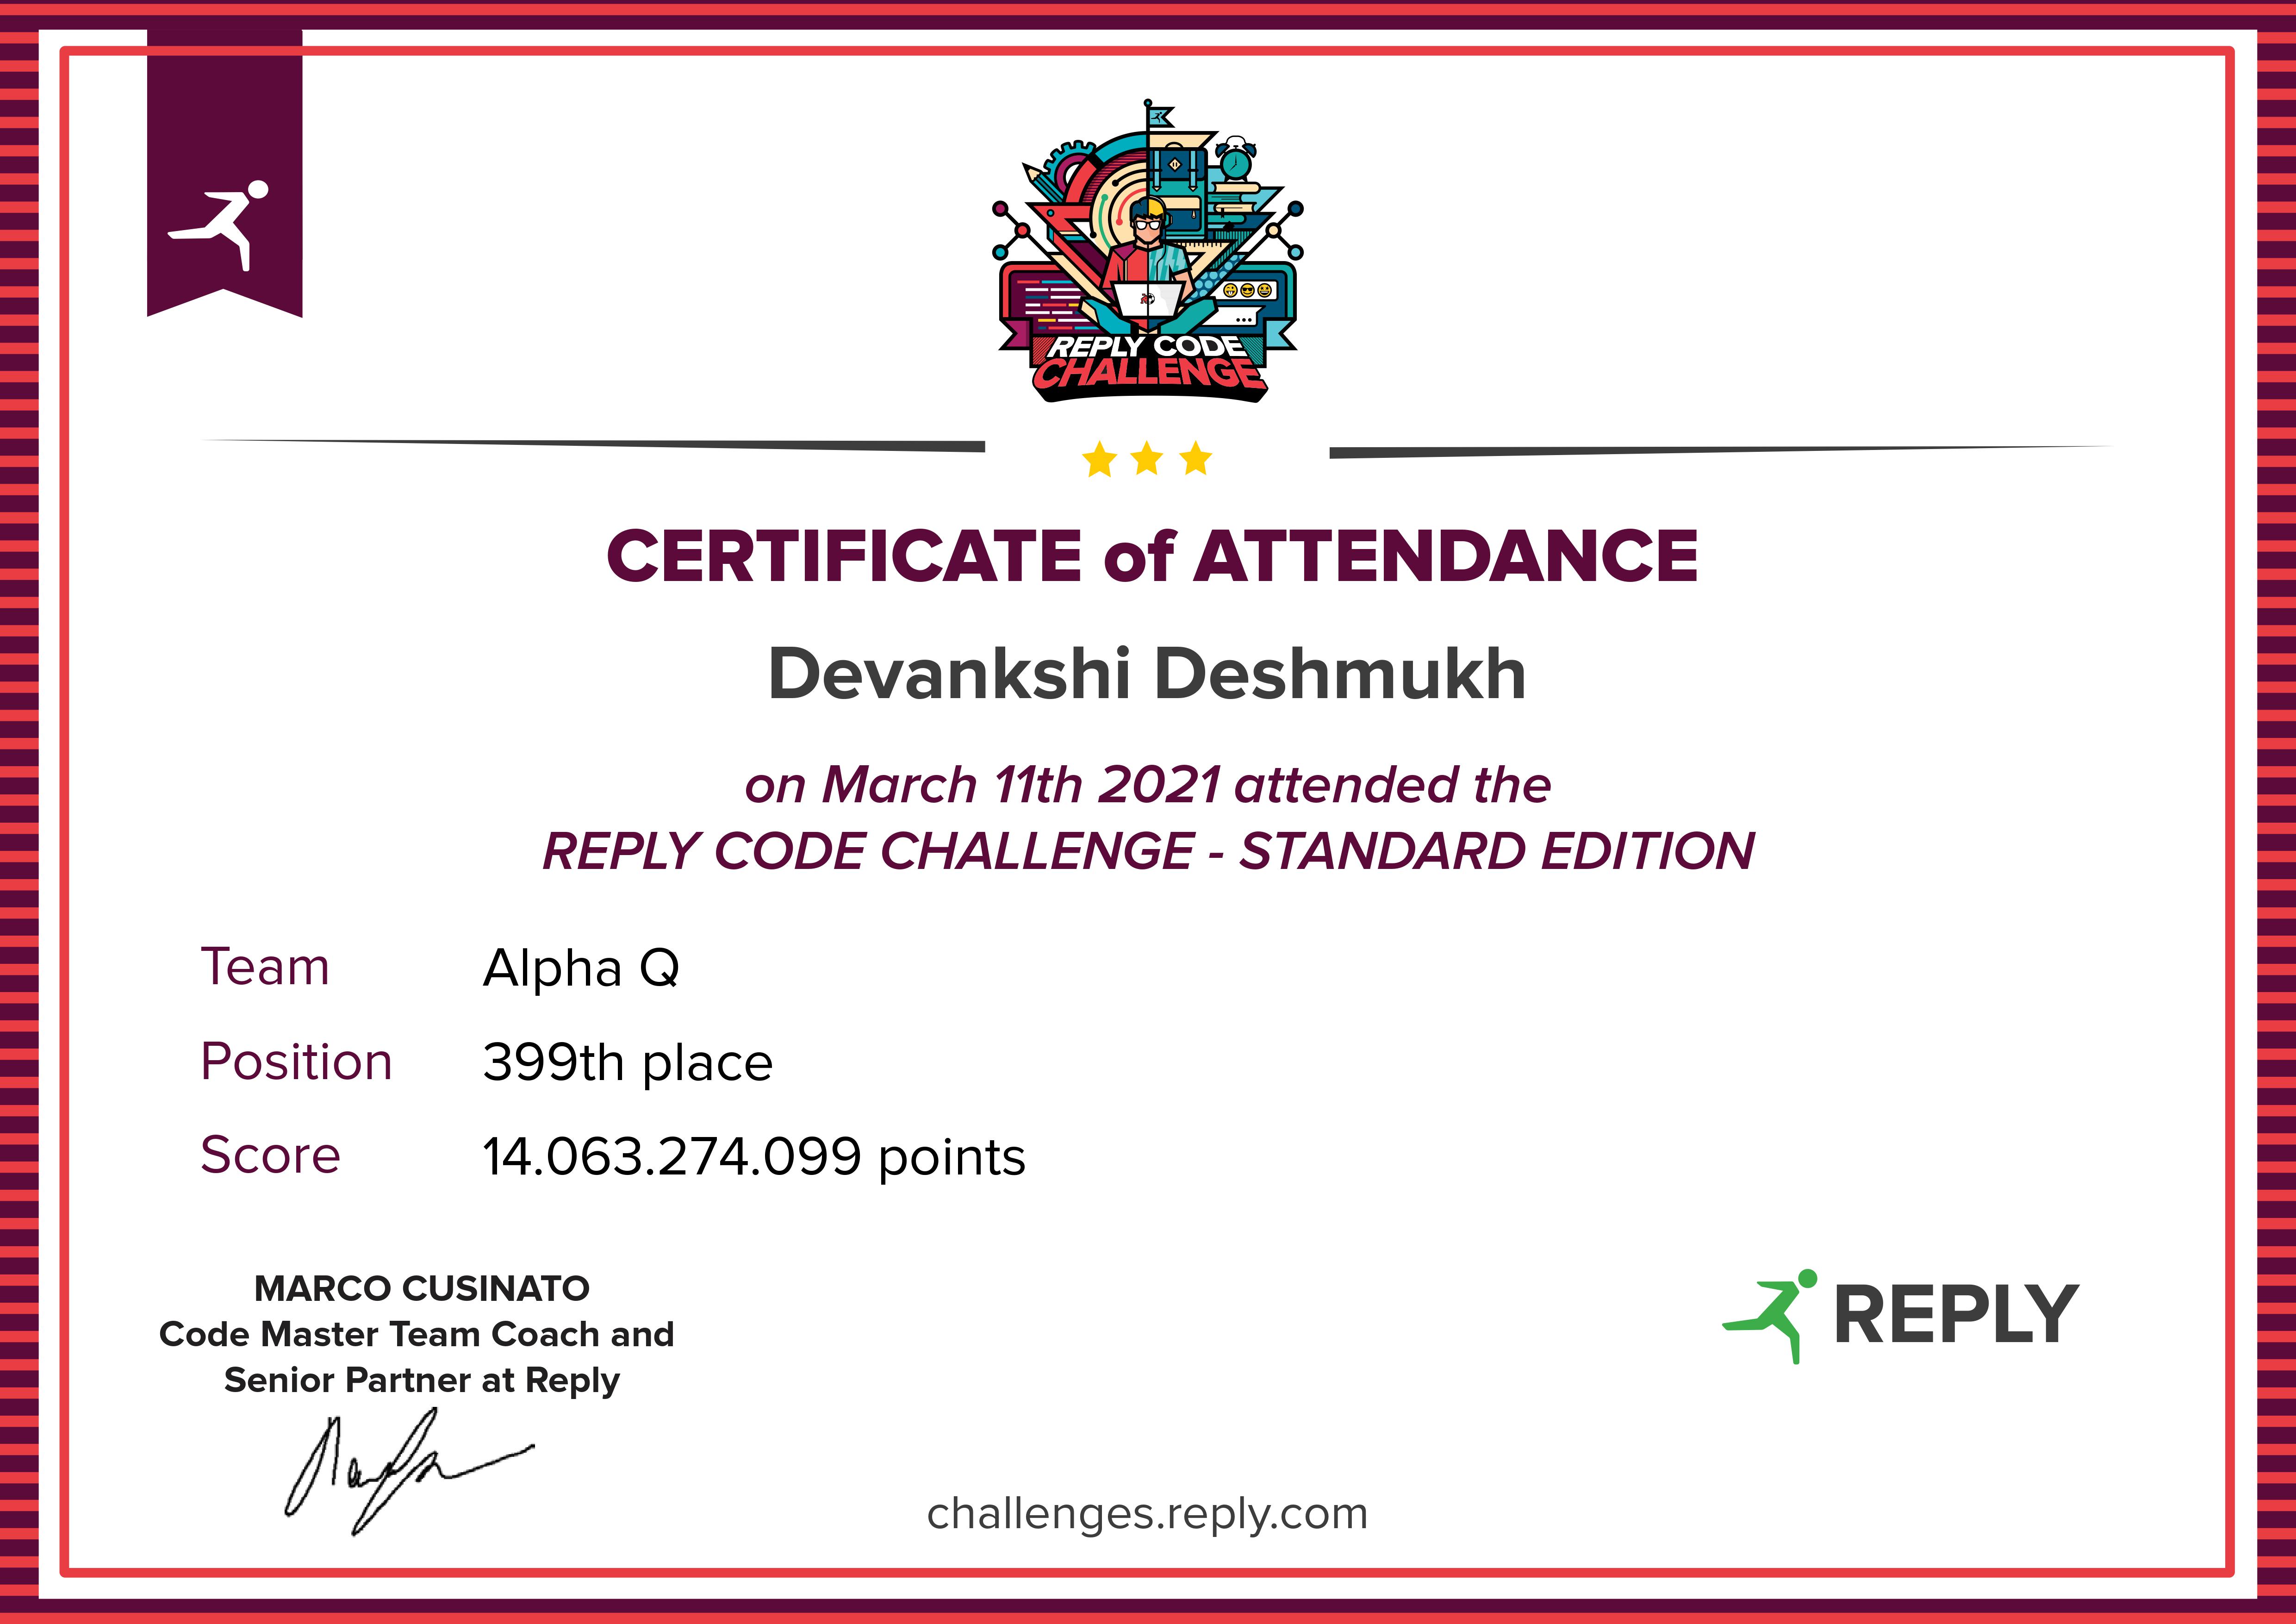 REPLY CODE
CHALLENGE
CERTIFICATE of ATTENDANCE
Devankshi Deshmukh
on March 11th 2021 attended the
REPLY CODE CHALLENGE - STANDARD EDITION
Team Alpha Q
Position 399th place
Score 14.063.274.099 points
MARCO CUSINATO
Code Master Team Coach and
Senior Partner at Reply
REPLY
challenges.reply.com